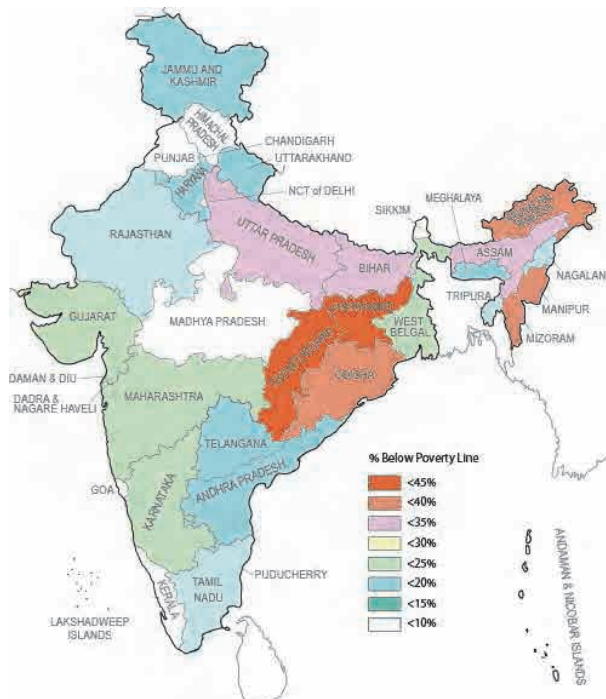 JAMMU AND
KASHMIR
HIMACHAL
PRADESH
CHANDIGARH
PUNJAB
UTTARAKHAND
HARYANA
NCT of DELHI
SIKKIM
MEGHALAYA
RAJASTHAN
UTTAR PRADESH
ASSAM
BIHAR
NAGALAN
TRIPURA
GUJARAT
MADHYA PRADESH
WEST
BELGAL
MANIPUR
MIZORAM
ODISHA
DAMAN & DIU
MAHARASHTRA
DADRA &
NAGARE HAVELI
TELANGANA
% Below Poverty Line
<45%
<40%
<35%
<30%
<25%
<20%
<15%
<10%
ANDHRA PRADESH
GOA
KARNATAKA
PUDUCHERRY
TAMIL
NADU
KERALA
LAKSHADWEEP
ISLANDS
ANDAMAN & NICOBAR ISLANDS